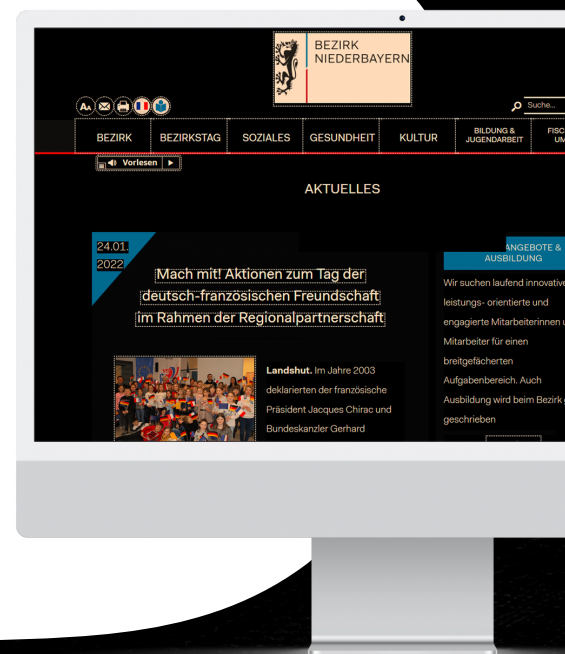 BEZIRK
NIEDERBAYERN
AA
Suche...
BEZIRK
BEZIRKSTAG
SOZIALES
GESUNDHEIT
KULTUR
BILDUNG &
JUGENDARBEIT
FISC
UM
Vorlesen
AKTUELLES
24.01.
2022
Mach mit! Aktionen zum Tag der
deutsch-französischen Freundschaft
im Rahmen der Regionalpartnerschaft
Landshut. Im Jahre 2003
deklarierten der französische
Präsident Jacques Chirac und
Bundeskanzler Gerhard
ANGEBOTE &
AUSBILDUNG
Wir suchen laufend innovative
leistungs- orientierte und
engagierte Mitarbeiterinnen u
Mitarbeiter für einen
breitgefächerten
Aufgabenbereich. Auch
Ausbildung wird beim Bezirk g
geschrieben